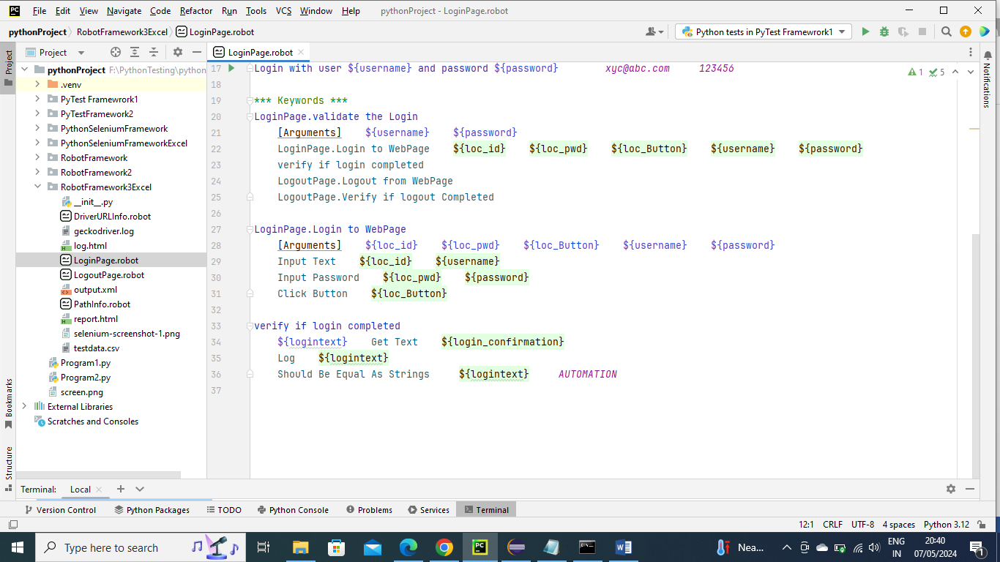 File Edit View Navigate Code Refactor Run Tools VCS Window Help pythonProject - LoginPage.robot
pythonProject RobotFramework3Excel LoginPage.robot Python tests in PyTest Framewrork1
Project
LoginPage.robot
Project
Bookmarks
Structure
Notifications
pythonProject F:\PythonTesting\python
.venv
PyTest Framewrork1
PyTestFramework2
PythonSeleniumFramework
PythonSeleniumFrameworkExcel
RobotFramework
RobotFramework2
RobotFramework3Excel
__init__.py
DriverURLInfo.robot
geckodriver.log
log.html
LoginPage.robot
LogoutPage.robot
output.xml
PathInfo.robot
report.html
selenium-screenshot-1.png
testdata.csv
Program1.py
Program2.py
screen.png
External Libraries
Scratches and Consoles
1 5
17 Login with user ${username} and password ${password} xyc@abc.com 123456
18
19 *** Keywords ***
20 LoginPage.validate the Login
21 [Arguments] ${username} ${password}
22 LoginPage.Login to WebPage ${loc_id} ${loc_pwd} ${loc_Button} ${username} ${password}
23 verify if login completed
24 LogoutPage.Logout from WebPage
25 LogoutPage.Verify if logout Completed
26
27 LoginPage.Login to WebPage
28 [Arguments] ${loc_id} ${loc_pwd} ${loc_Button} ${username} ${password}
29 Input Text ${loc_id} ${username}
30 Input Password ${loc_pwd} ${password}
31 Click Button ${loc_Button}
32
33 verify if login completed
34 ${logintext} Get Text ${login_confirmation}
35 Log ${logintext}
36 Should Be Equal As Strings ${logintext} AUTOMATION
37
Terminal: Local
Version Control Python Packages TODO Python Console Problems Services Terminal
12:1 CRLF UTF-8 4 spaces Python 3.12
Type here to search
Nea...
ENG
IN
20:40
07/05/2024
1